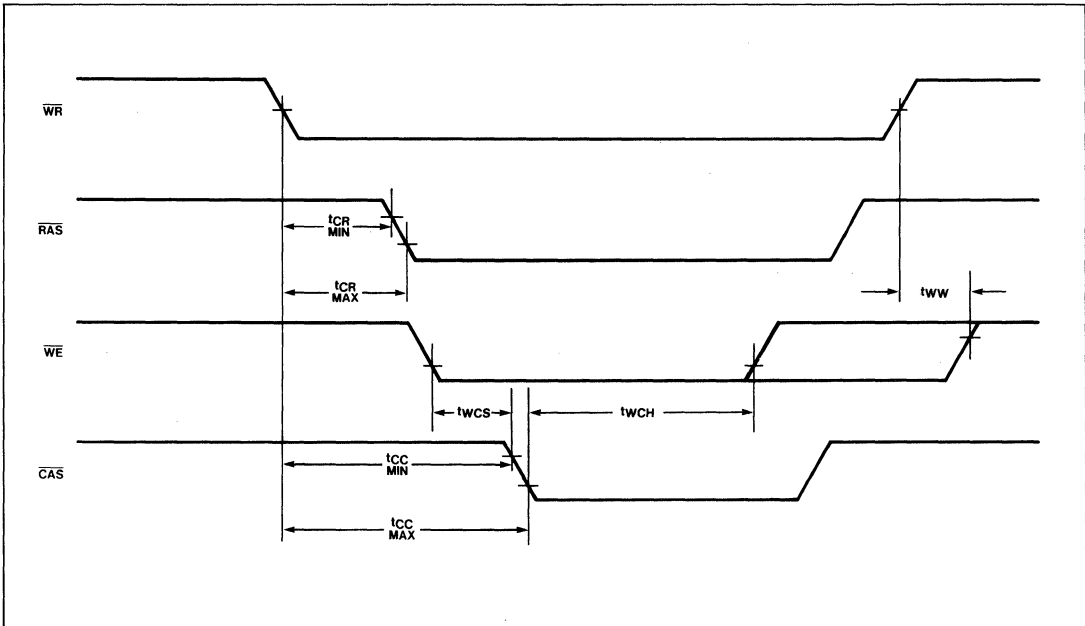 WR
RAS
tCR
MIN
tCR
MAX
tWW
WE
tWCS
tWCH
CAS
tCC
MIN
tCC
MAX